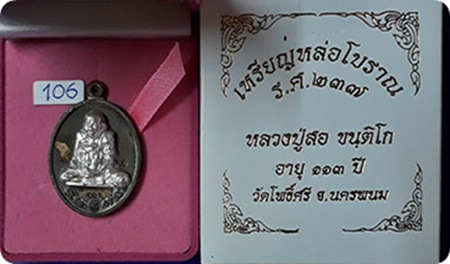 106
เหรียญหล่อโบราณ
ร.ศ.๒๓๗
หลวงปู่สอ ขนฺติโก
อายุ ๑๑๓ ปี
วัดโพธิ์ศรี จ.นครพนม